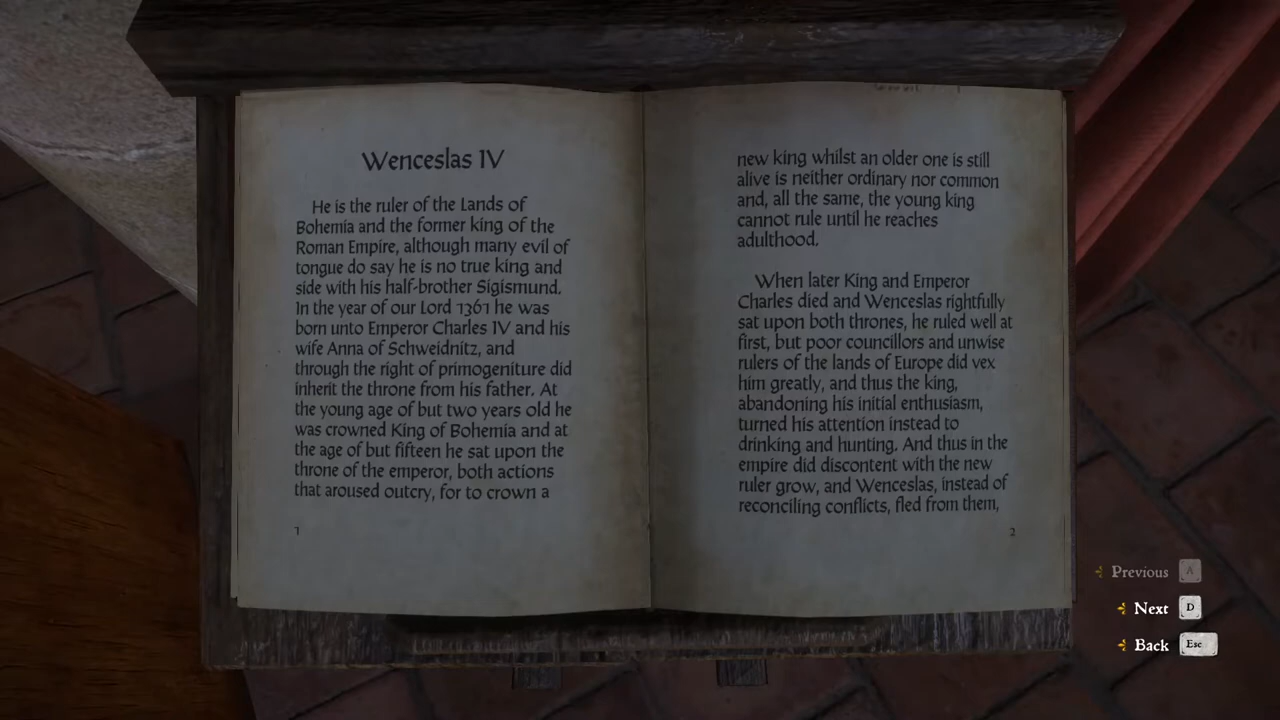 Wenceslas IV
He is the ruler of the Lands of
Bohemia and the former king of the
Roman Empire, although many evil of
tongue do say he is no true king and
side with his half-brother Sigismund.
In the year of our Lord 1361 he was
born unto Emperor Charles IV and his
wife Anna of Schweidnitz, and
through the right of primogeniture did
inherit the throne from his father. At
the young age of but two years old he
was crowned King of Bohemia and at
the age of but fifteen he sat upon the
throne of the emperor, both actions
that aroused outcry, for to crown a
1
new king whilst an older one is still
alive is neither ordinary nor common
and, all the same, the young king
cannot rule until he reaches
adulthood.
When later King and Emperor
Charles died and Wenceslas rightfully
sat upon both thrones, he ruled well at
first, but poor councillors and unwise
rulers of the lands of Europe did vex
him greatly, and thus the king,
abandoning his initial enthusiasm,
turned his attention instead to
drinking and hunting. And thus in the
empire did discontent with the new
ruler grow, and Wenceslas, instead of
reconciling conflicts, fled from them,
2
Previous A
Next D
Back Esc